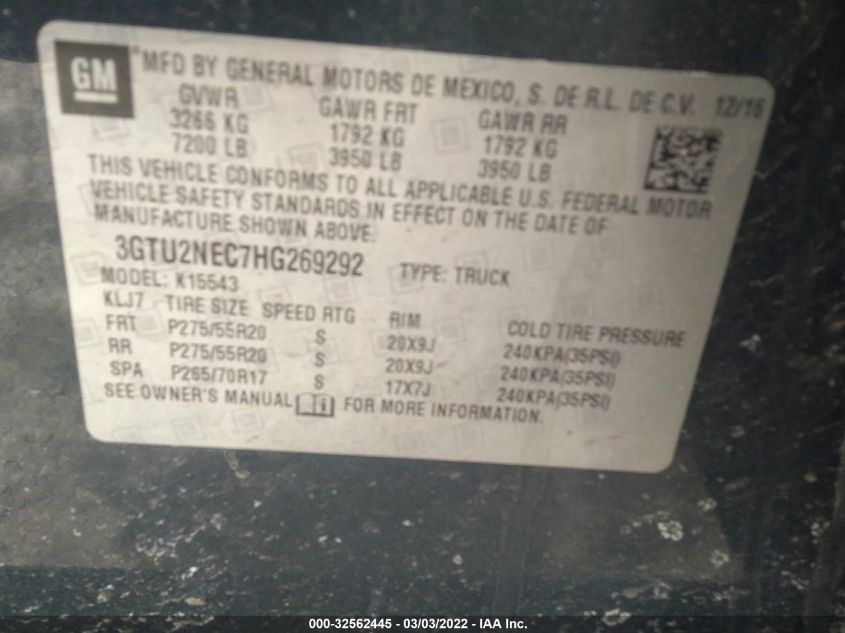 GM
MFD BY GENERAL MOTORS DE MEXICO, S. DE R.L. DE C.V. 12/16
GVWR GAWR FRT GAWR RR
3266 KG 1792 KG 1792 KG
7200 LB 3950 LB 3950 LB
THIS VEHICLE CONFORMS TO ALL APPLICABLE U.S. FEDERAL MOTOR
VEHICLE SAFETY STANDARDS IN EFFECT ON THE DATE OF
MANUFACTURE SHOWN ABOVE.
3GTU2NEC7HG269292 TYPE: TRUCK
MODEL: K15543
KLJ7 TIRE SIZE SPEED RTG RIM COLD TIRE PRESSURE
FRT P275/55R20 S 20X9J 240KPA(35PSI)
RR P275/55R20 S 20X9J 240KPA(35PSI)
SPA P265/70R17 S 17X7J 240KPA(35PSI)
SEE OWNER'S MANUAL i FOR MORE INFORMATION.
000-32562445 - 03/03/2022 - IAA Inc.